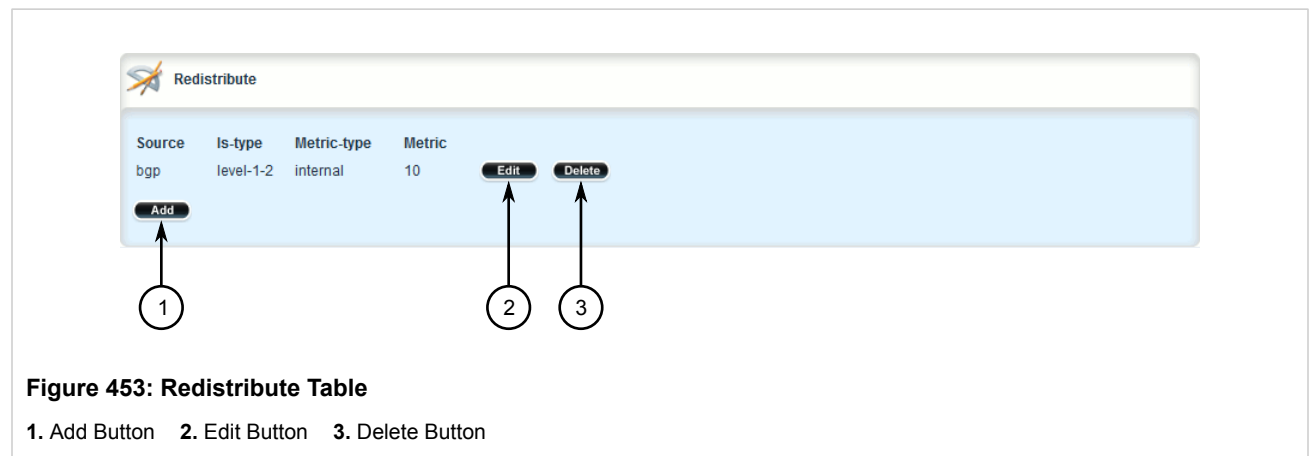 Redistribute
Source Is-type Metric-type Metric
bgp level-1-2 internal 10 Edit Delete
Add
1 2 3
Figure 453: Redistribute Table
1. Add Button 2. Edit Button 3. Delete Button